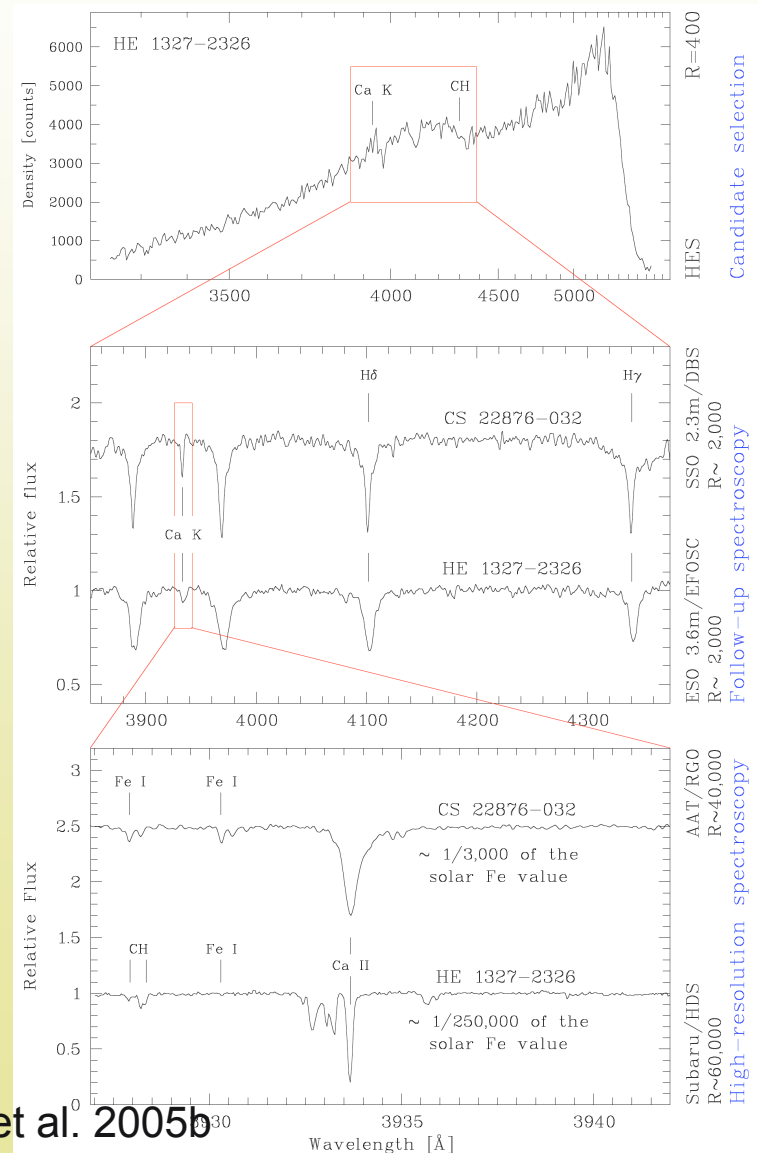 HE 1327−2326
Ca K
CH
Density [counts]
6000
5000
4000
3000
2000
1000
0
3500
4000
4500
5000
HES
R=400
Candidate selection
Relative flux
2
1.5
1
0.5
Hδ
Hγ
CS 22876−032
Ca K
HE 1327−2326
3900
4000
4100
4200
4300
SSO 2.3m/DBS
R~ 2,000
ESO 3.6m/EFOSC
R~ 2,000
Follow−up spectroscopy
Relative Flux
3
2.5
2
1.5
1
0.5
0
Fe I
Fe I
CS 22876−032
~ 1/3,000 of the
solar Fe value
CH
Fe I
Ca II
HE 1327−2326
~ 1/250,000 of the
solar Fe value
3930
3935
3940
Wavelength [Å]
AAT/RGO
R~40,000
Subaru/HDS
R~60,000
High−resolution spectroscopy
et al. 2005b